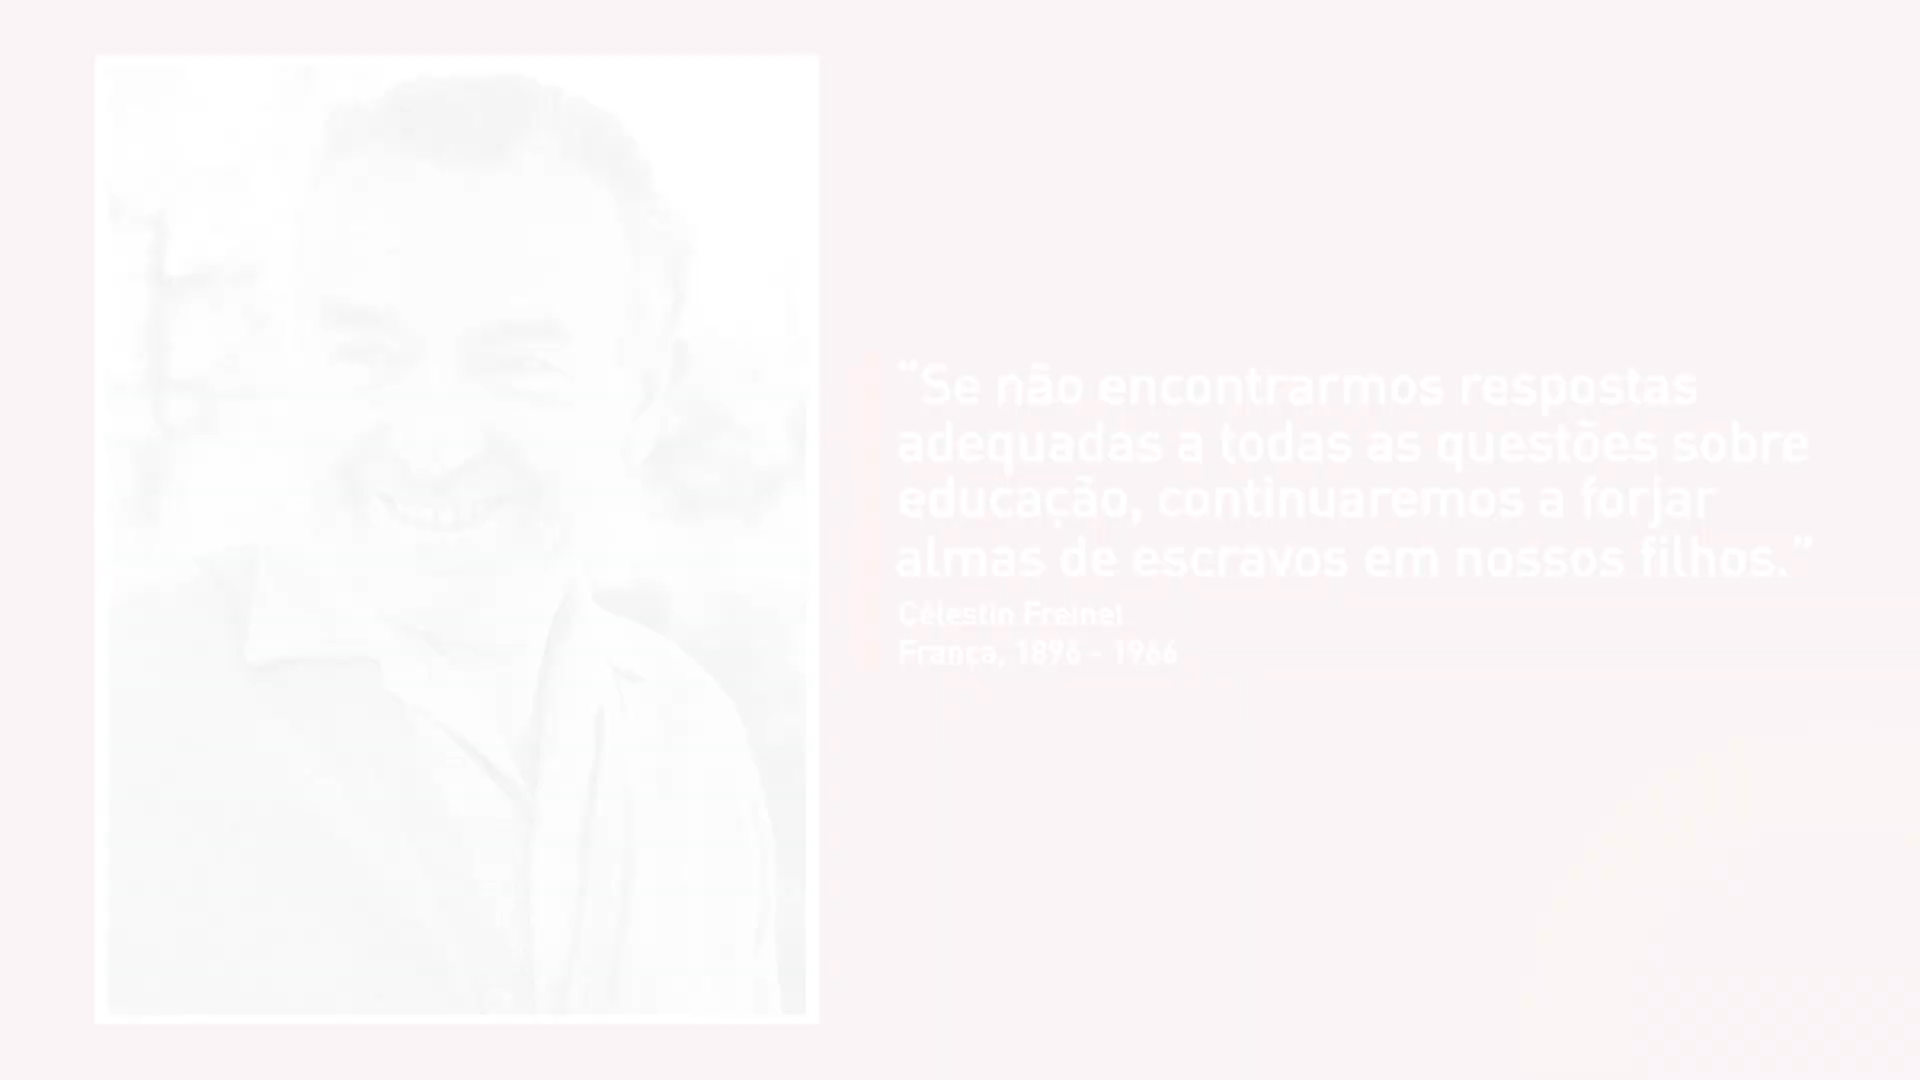 “Se não encontrarmos respostas
adequadas a todas as questões sobre
educação, continuaremos a forjar
almas de escravos em nossos filhos.”
Célestin Freinet
França, 1896 - 1966